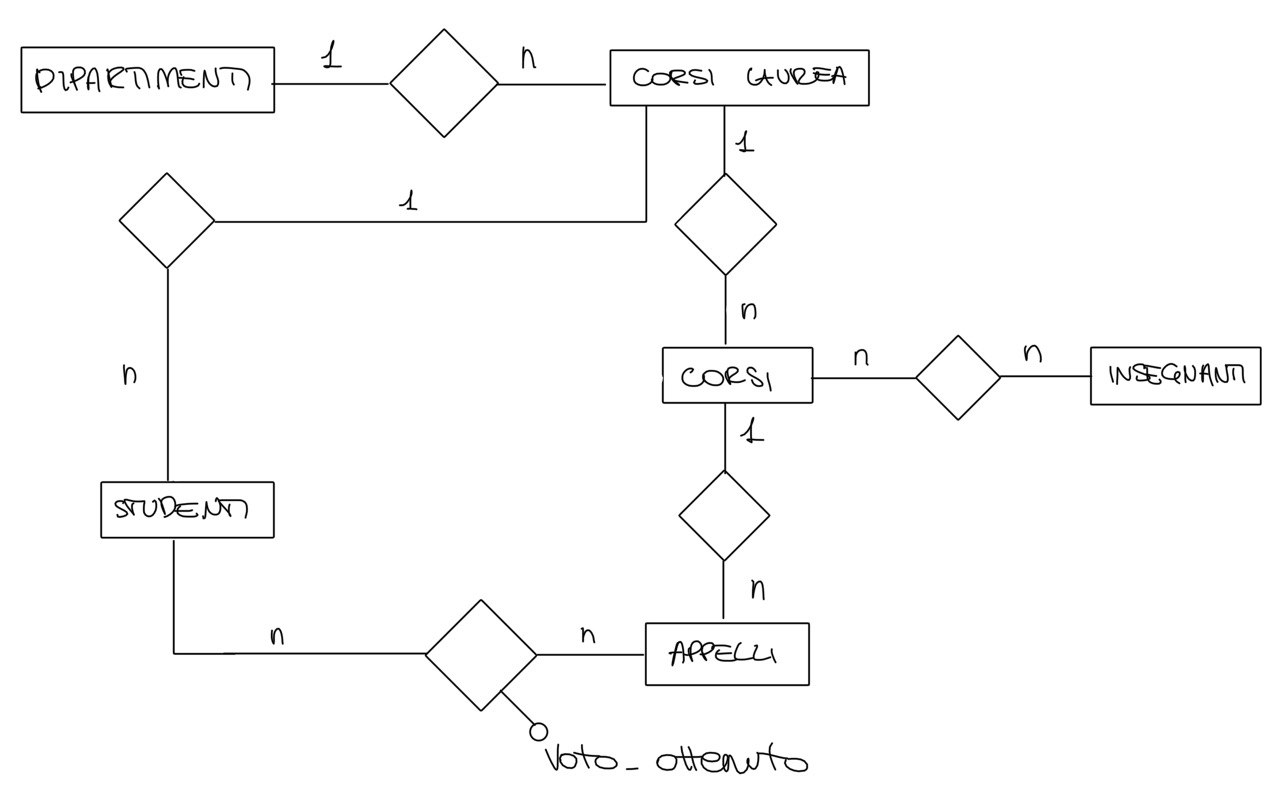 DIPARTIMENTI 1 n CORSI LAUREA
1
1
n
n
CORSI n n INSEGNANTI
1
STUDENTI
n
n n APPELLI
voto_ottenuto